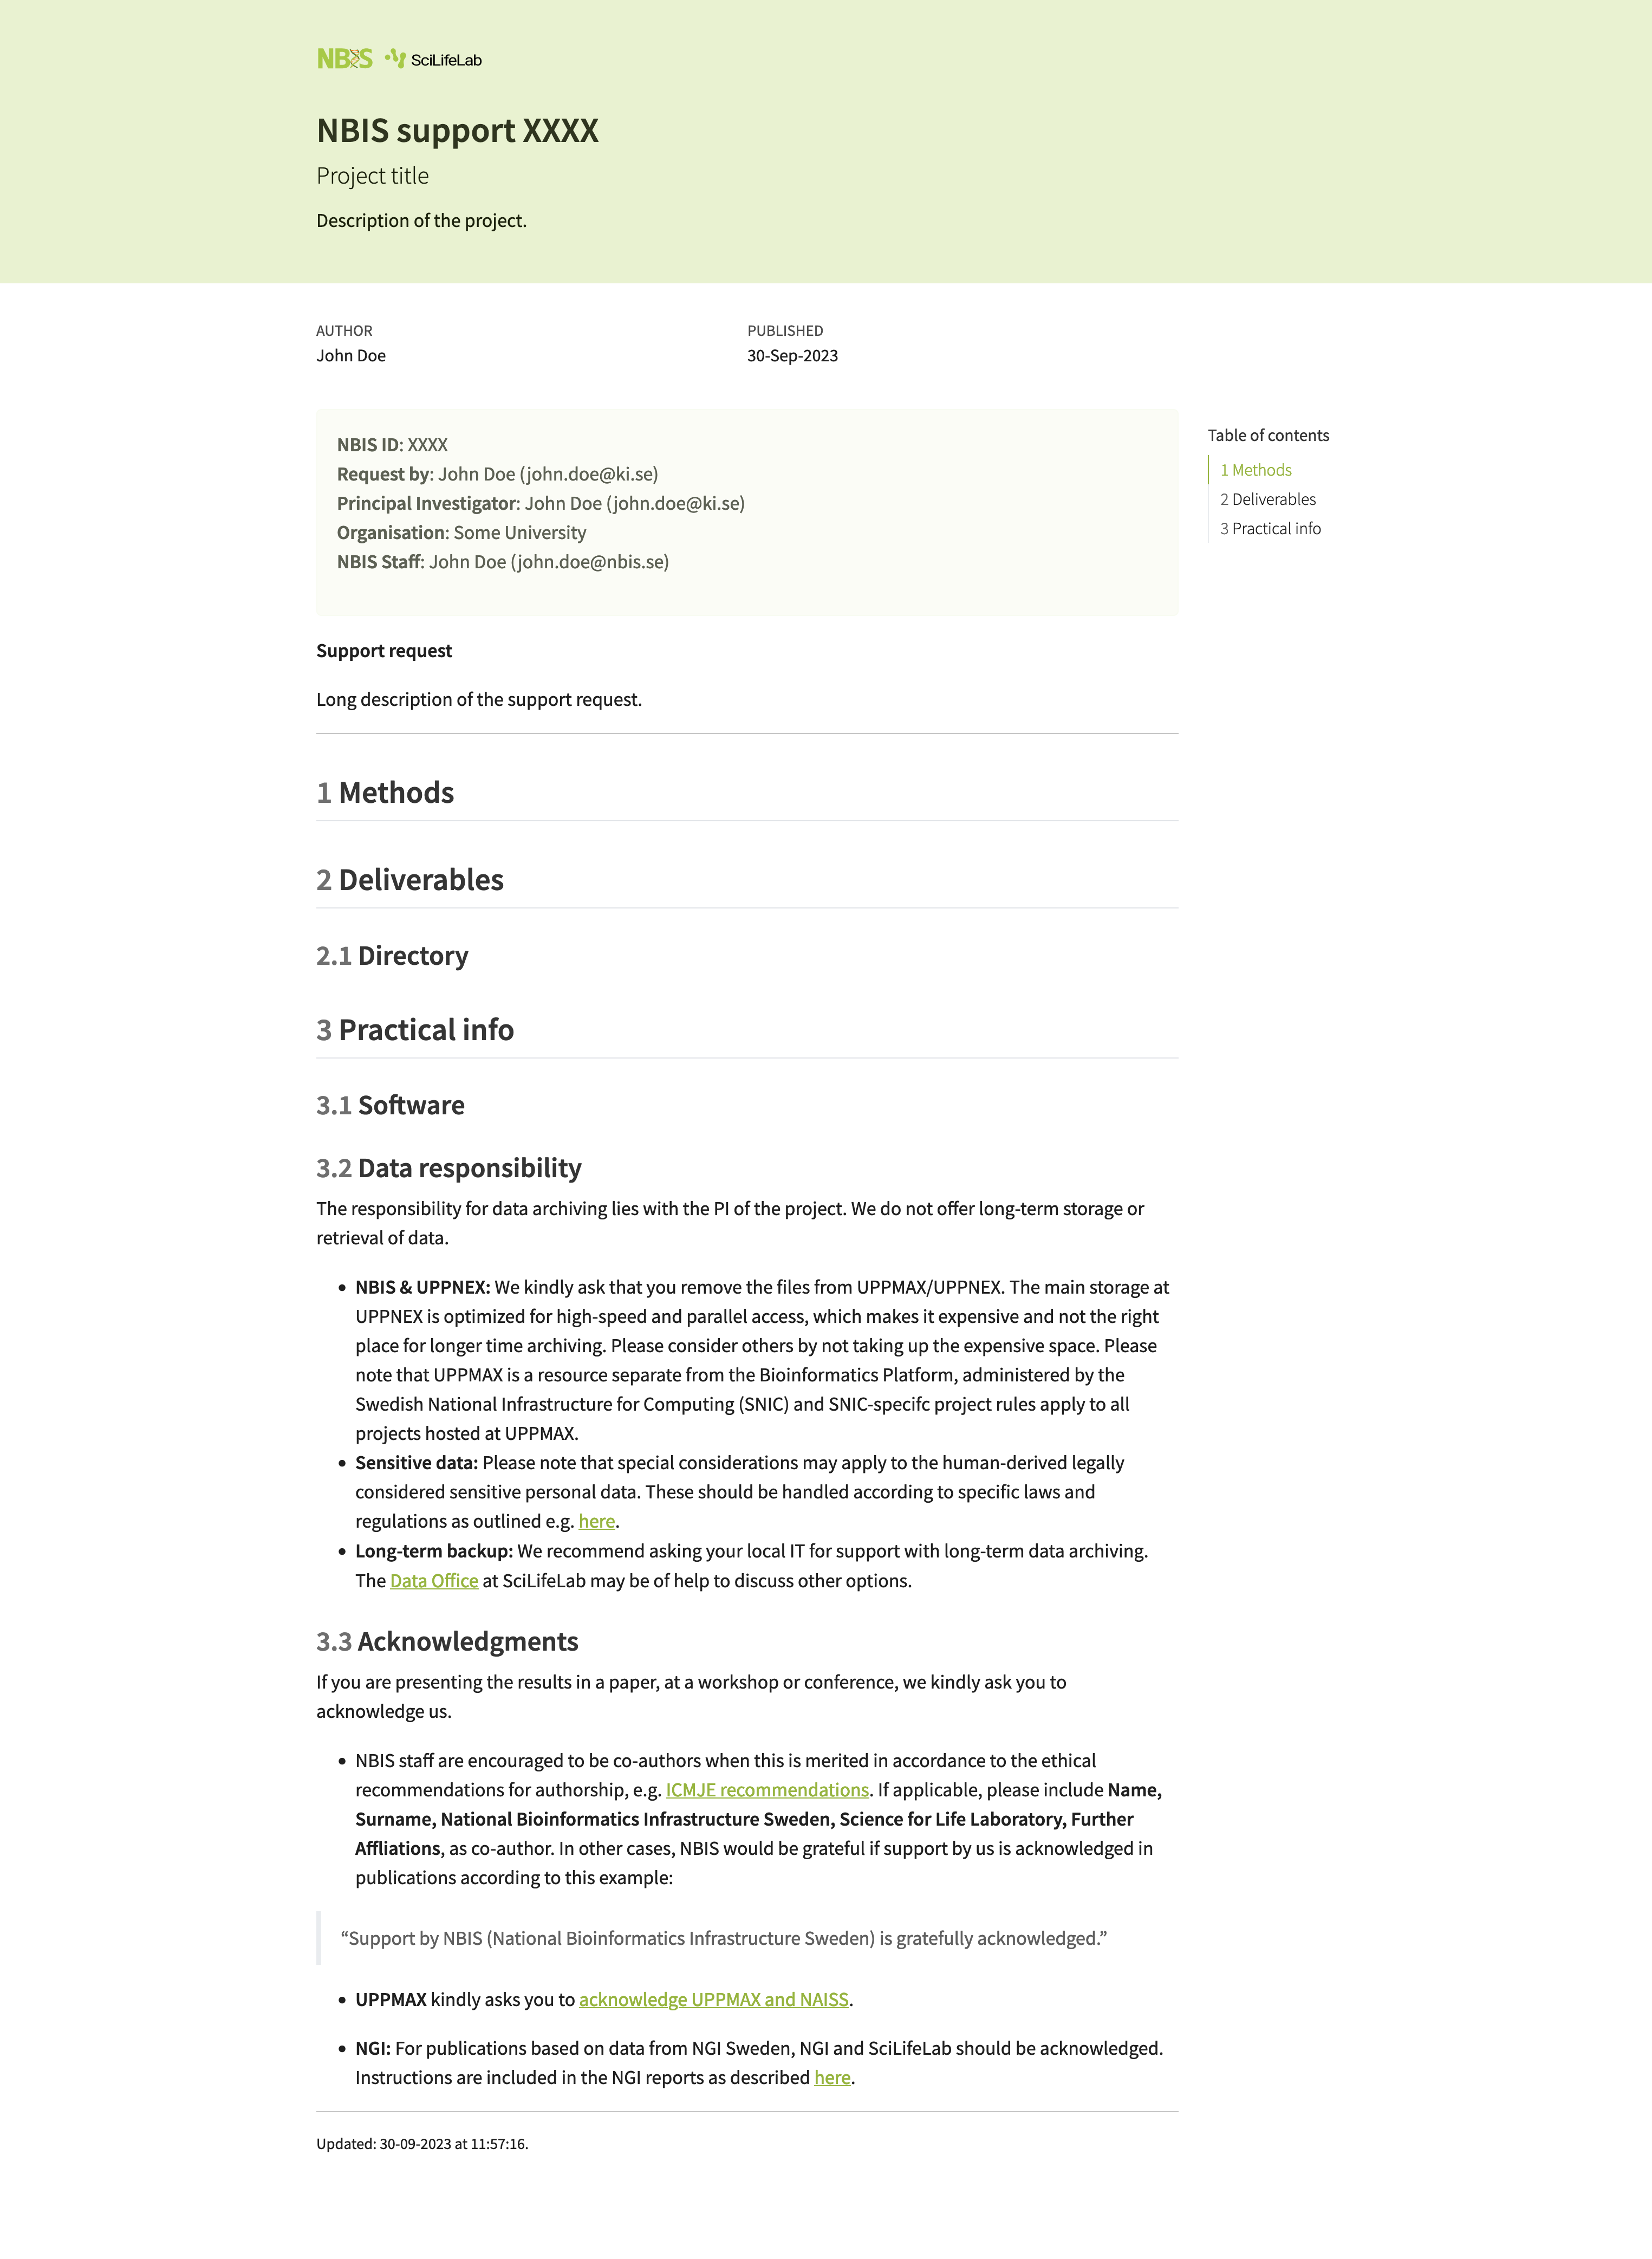 NBIS SciLifeLab
NBIS support XXXX
Project title
Description of the project.
AUTHOR
John Doe
PUBLISHED
30-Sep-2023
NBIS ID: XXXX
Request by: John Doe (john.doe@ki.se)
Principal Investigator: John Doe (john.doe@ki.se)
Organisation: Some University
NBIS Staff: John Doe (john.doe@nbis.se)
Table of contents
1 Methods
2 Deliverables
3 Practical info
Support request
Long description of the support request.
1 Methods
2 Deliverables
2.1 Directory
3 Practical info
3.1 Software
3.2 Data responsibility
The responsibility for data archiving lies with the PI of the project. We do not offer long-term storage or
retrieval of data.
• NBIS & UPPNEX: We kindly ask that you remove the files from UPPMAX/UPPNEX. The main storage at
UPPNEX is optimized for high-speed and parallel access, which makes it expensive and not the right
place for longer time archiving. Please consider others by not taking up the expensive space. Please
note that UPPMAX is a resource separate from the Bioinformatics Platform, administered by the
Swedish National Infrastructure for Computing (SNIC) and SNIC-specifc project rules apply to all
projects hosted at UPPMAX.
• Sensitive data: Please note that special considerations may apply to the human-derived legally
considered sensitive personal data. These should be handled according to specific laws and
regulations as outlined e.g. here.
• Long-term backup: We recommend asking your local IT for support with long-term data archiving.
The Data Office at SciLifeLab may be of help to discuss other options.
3.3 Acknowledgments
If you are presenting the results in a paper, at a workshop or conference, we kindly ask you to
acknowledge us.
• NBIS staff are encouraged to be co-authors when this is merited in accordance to the ethical
recommendations for authorship, e.g. ICMJE recommendations. If applicable, please include Name,
Surname, National Bioinformatics Infrastructure Sweden, Science for Life Laboratory, Further
Affliations, as co-author. In other cases, NBIS would be grateful if support by us is acknowledged in
publications according to this example:
“Support by NBIS (National Bioinformatics Infrastructure Sweden) is gratefully acknowledged.”
• UPPMAX kindly asks you to acknowledge UPPMAX and NAISS.
• NGI: For publications based on data from NGI Sweden, NGI and SciLifeLab should be acknowledged.
Instructions are included in the NGI reports as described here.
Updated: 30-09-2023 at 11:57:16.